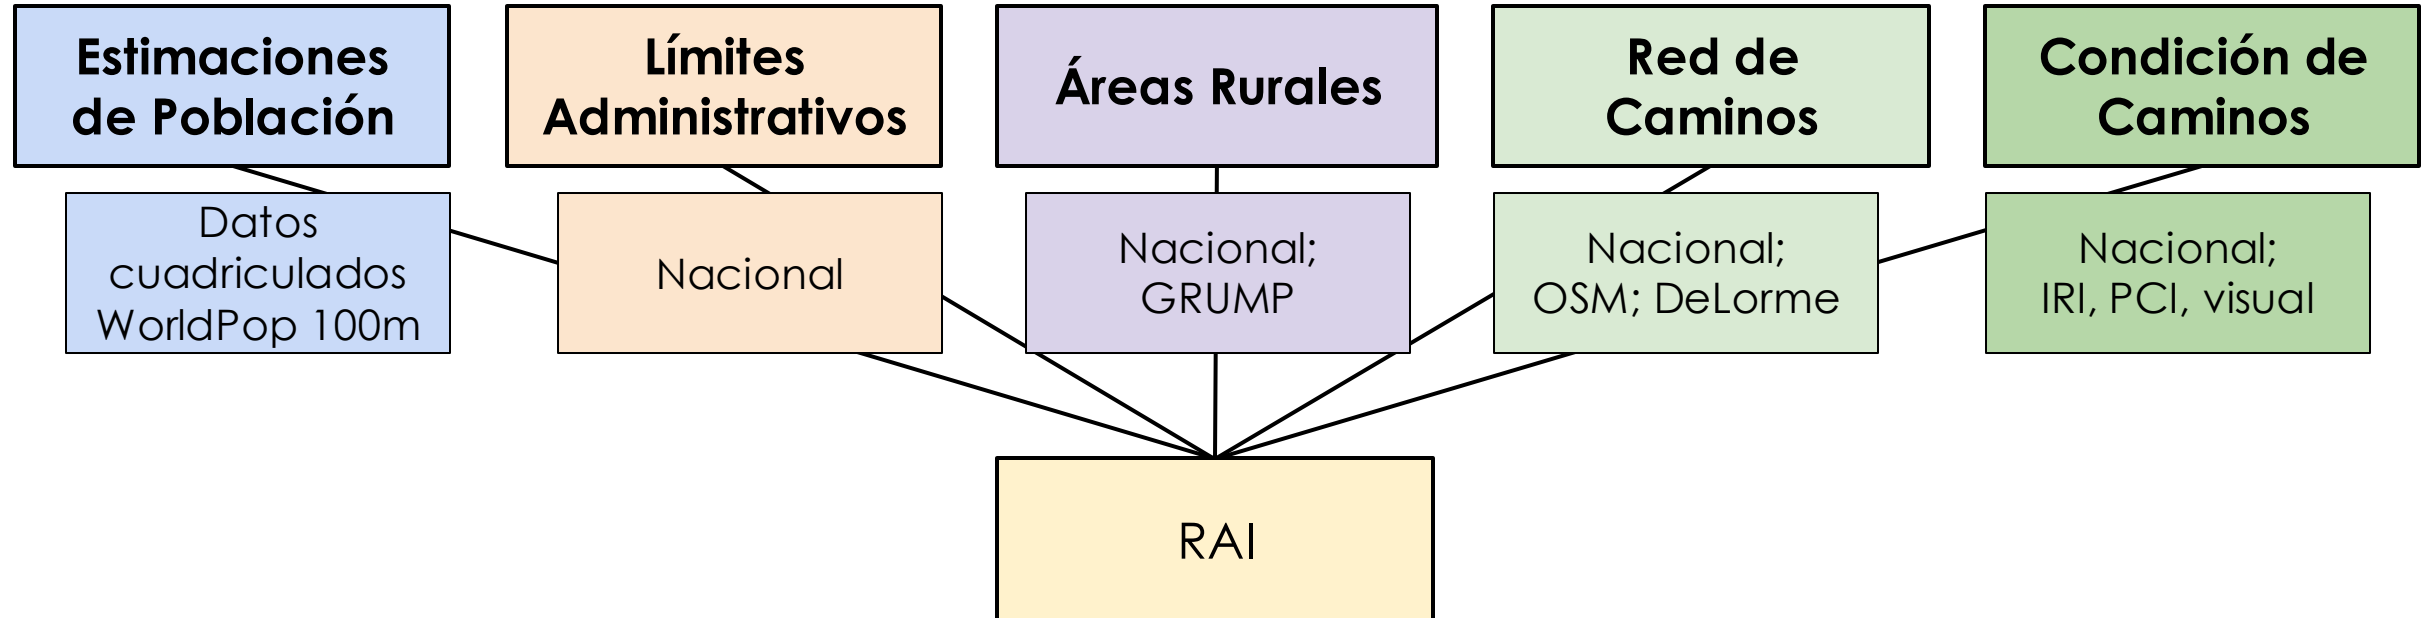 Estimaciones
de Población
Límites
Administrativos
Áreas Rurales
Red de
Caminos
Condición de
Caminos
Datos
cuadriculados
WorldPop 100m
Nacional
Nacional;
GRUMP
Nacional;
OSM; DeLorme
Nacional;
IRI, PCI, visual
RAI